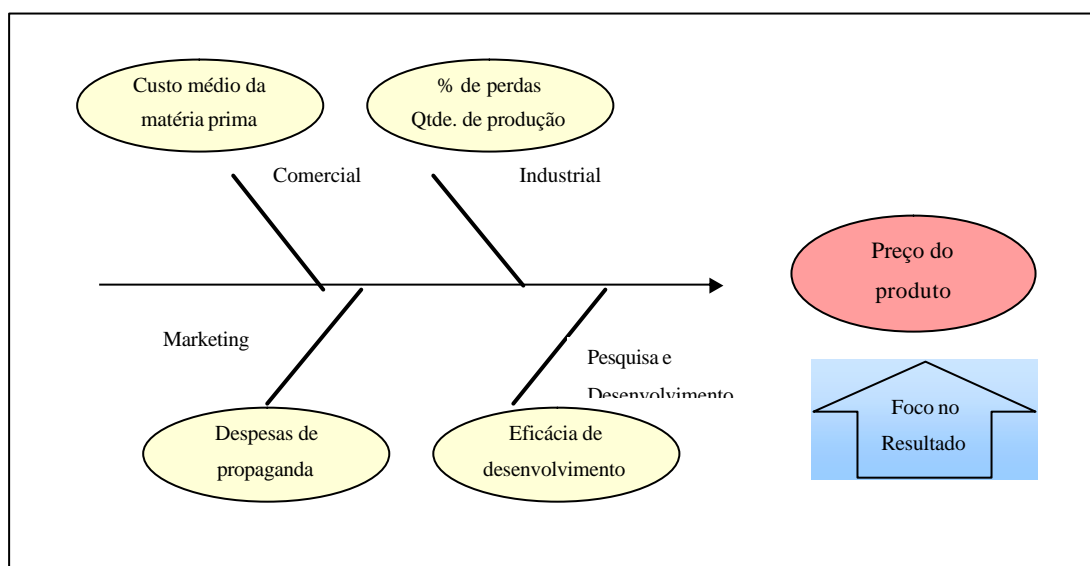 Custo médio da
matéria prima
% de perdas
Qtde. de produção
Comercial
Industrial
Preço do
produto
Marketing
Pesquisa e
Desenvolvimento
Despesas de
propaganda
Eficácia de
desenvolvimento
Foco no
Resultado